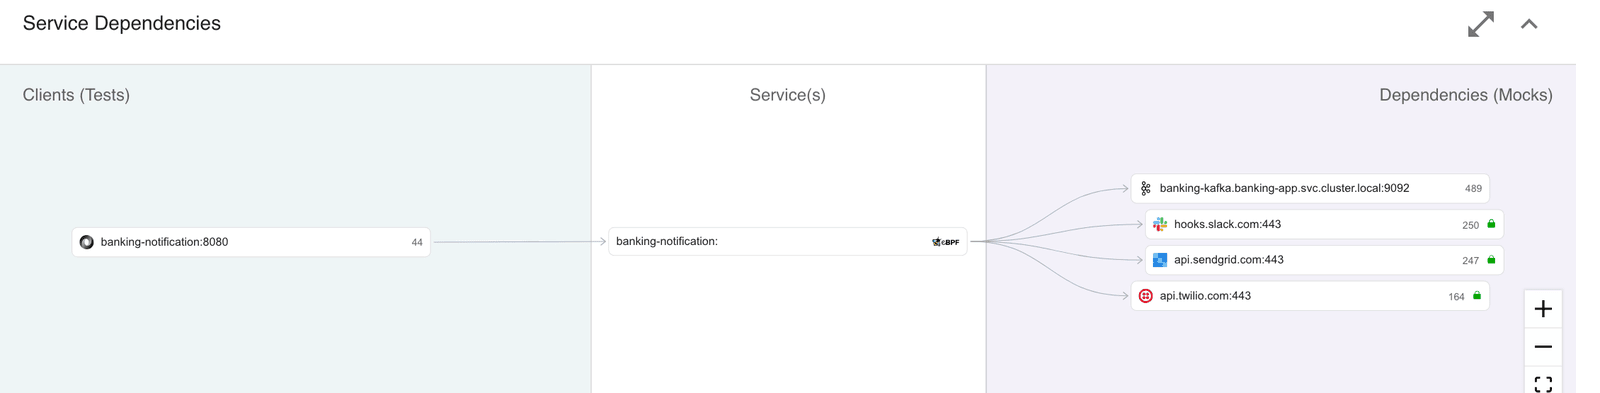 Service Dependencies
Clients (Tests)
Service(s)
Dependencies (Mocks)
banking-notification:8080 44
banking-notification: eBPF
banking-kafka.banking-app.svc.cluster.local:9092 489
hooks.slack.com:443 250
api.sendgrid.com:443 247
api.twilio.com:443 164